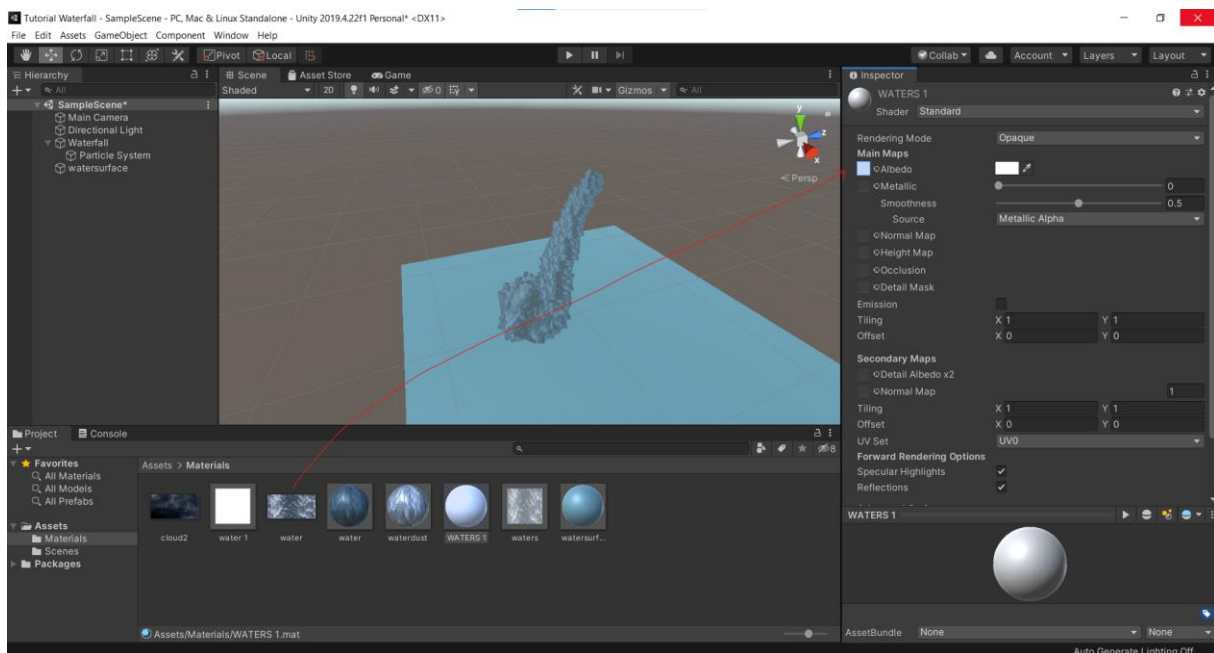 Tutorial Waterfall - SampleScene - PC, Mac & Linux Standalone - Unity 2019.4.22f1 Personal* <DX11>
File Edit Assets GameObject Component Window Help
Pivot Local Collab Account Layers Layout
Hierarchy
All
SampleScene*
Main Camera
Directional Light
Waterfall
Particle System
watersurface
Scene Asset Store Game
Shaded 2D 0 Gizmos All
y
z
x
Persp
Inspector
WATERS 1
Shader Standard
Rendering Mode Opaque
Main Maps
Albedo
Metallic 0
Smoothness 0.5
Source Metallic Alpha
Normal Map
Height Map
Occlusion
Detail Mask
Emission
Tiling X 1 Y 1
Offset X 0 Y 0
Secondary Maps
Detail Albedo x2
Normal Map 1
Tiling X 1 Y 1
Offset X 0 Y 0
UV Set UV0
Forward Rendering Options
Specular Highlights
Reflections
WATERS 1
AssetBundle None None
Project Console
8
Favorites
All Materials
All Models
All Prefabs
Assets
Materials
Scenes
Packages
Assets > Materials
cloud2 water 1 water water waterdust WATERS 1 waters watersurf...
Assets/Materials/WATERS 1.mat
Auto Generate Lighting Off